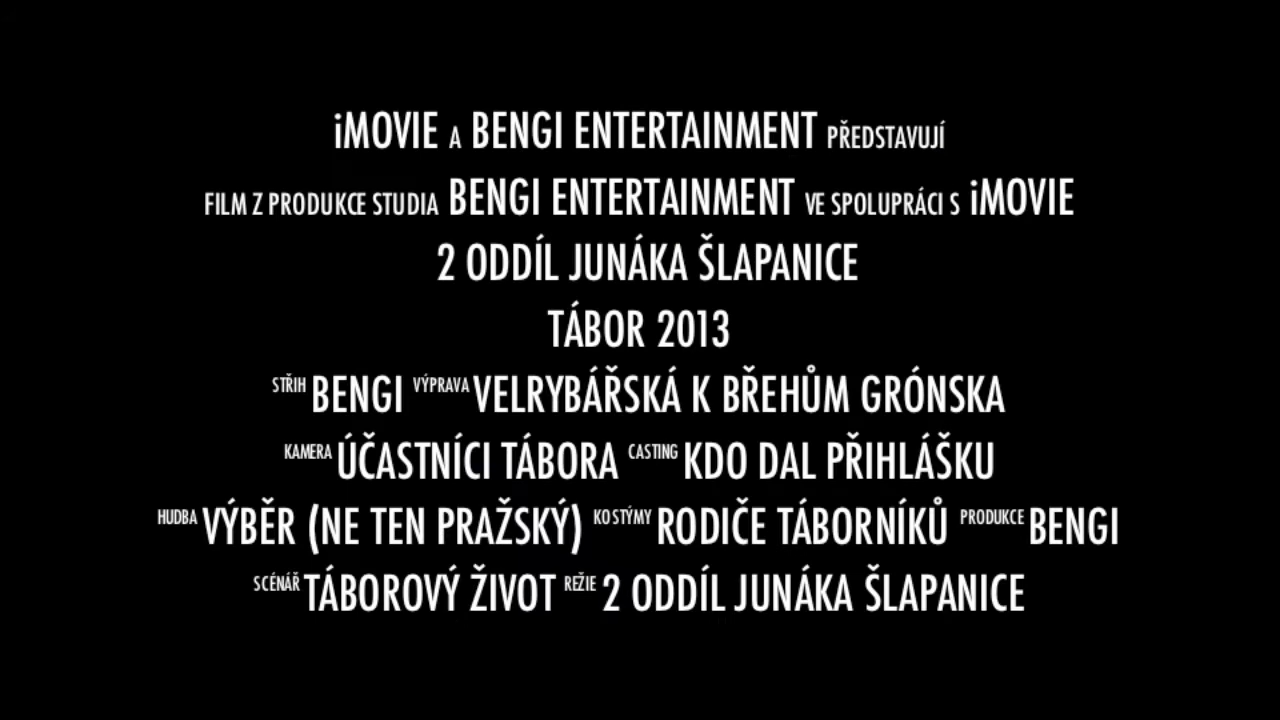 iMOVIE A BENGI ENTERTAINMENT PŘEDSTAVUJÍ
FILM Z PRODUKCE STUDIA BENGI ENTERTAINMENT VE SPOLUPRÁCI S iMOVIE
2 ODDÍL JUNÁKA ŠLAPANICE
TÁBOR 2013
STŘIH BENGI VÝPRAVA VELRYBÁŘSKÁ K BŘEHŮM GRÓNSKA
KAMERA ÚČASTNÍCI TÁBORA CASTING KDO DAL PŘIHLÁŠKU
HUDBA VÝBĚR (NE TEN PRAŽSKÝ) KOSTÝMY RODIČE TÁBORNÍKŮ PRODUKCE BENGI
SCÉNÁŘ TÁBOROVÝ ŽIVOT REŽIE 2 ODDÍL JUNÁKA ŠLAPANICE